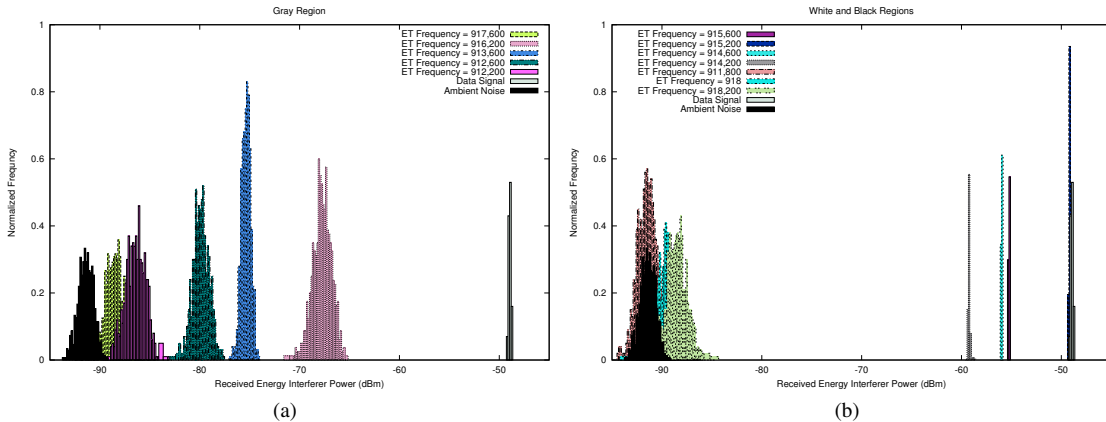 Gray Region
1
0.8
0.6
0.4
0.2
0
Normalized Frequncy
ET Frequency = 917,600
ET Frequency = 916,200
ET Frequency = 913,600
ET Frequency = 912,600
ET Frequency = 912,200
Data Signal
Ambient Noise
-90 -80 -70 -60 -50
Received Energy Interferer Power (dBm)
(a)
White and Black Regions
1
0.8
0.6
0.4
0.2
0
Normalized Frequncy
ET Frequency = 915,600
ET Frequency = 915,200
ET Frequency = 914,600
ET Frequency = 914,200
ET Frequency = 911,800
ET Frequency = 918
ET Frequency = 918,200
Data Signal
Ambient Noise
-90 -80 -70 -60 -50
Received Energy Interferer Power (dBm)
(b)